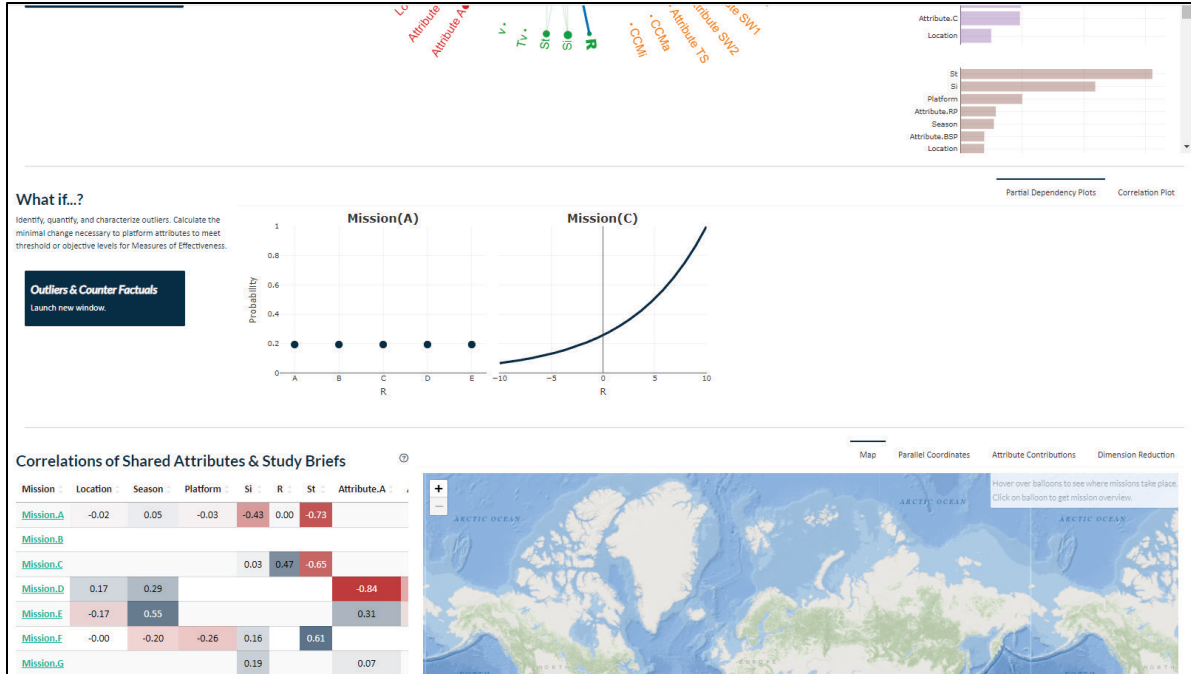 Attribute
Attribute A
v
Tv
St
Si
R
CCMi
CCMa
Attribute TS
Attribute SW2
SW1
Attribute.C
Location
St
Si
Platform
Attribute.RP
Season
Attribute.BSP
Location
What if...?
Identify, quantify, and characterize outliers. Calculate the
minimal change necessary to platform attributes to meet
threshold or objective levels for Measures of Effectiveness.
Outliers & Counter Factuals
Launch new window.
Partial Dependency Plots Correlation Plot
Mission(A) Mission(C)
Probability
1
0.8
0.6
0.4
0.2
0
A B C D E −10 −5 0 5 10
R R
Correlations of Shared Attributes & Study Briefs ?
Map Parallel Coordinates Attribute Contributions Dimension Reduction
Mission Location Season Platform Si R St Attribute.A
Mission.A -0.02 0.05 -0.03 -0.43 0.00 -0.73
Mission.B
Mission.C 0.03 0.47 -0.65
Mission.D 0.17 0.29 -0.84
Mission.E -0.17 0.55 0.31
Mission.F -0.00 -0.20 -0.26 0.16 0.61
Mission.G 0.19 0.07
+
−
Hover over balloons to see where missions take place.
Click on balloon to get mission overview.
ARCTIC OCEAN
ARCTIC OCEAN
ARCTIC OCEAN
NORTH
EUROPE
NORTH